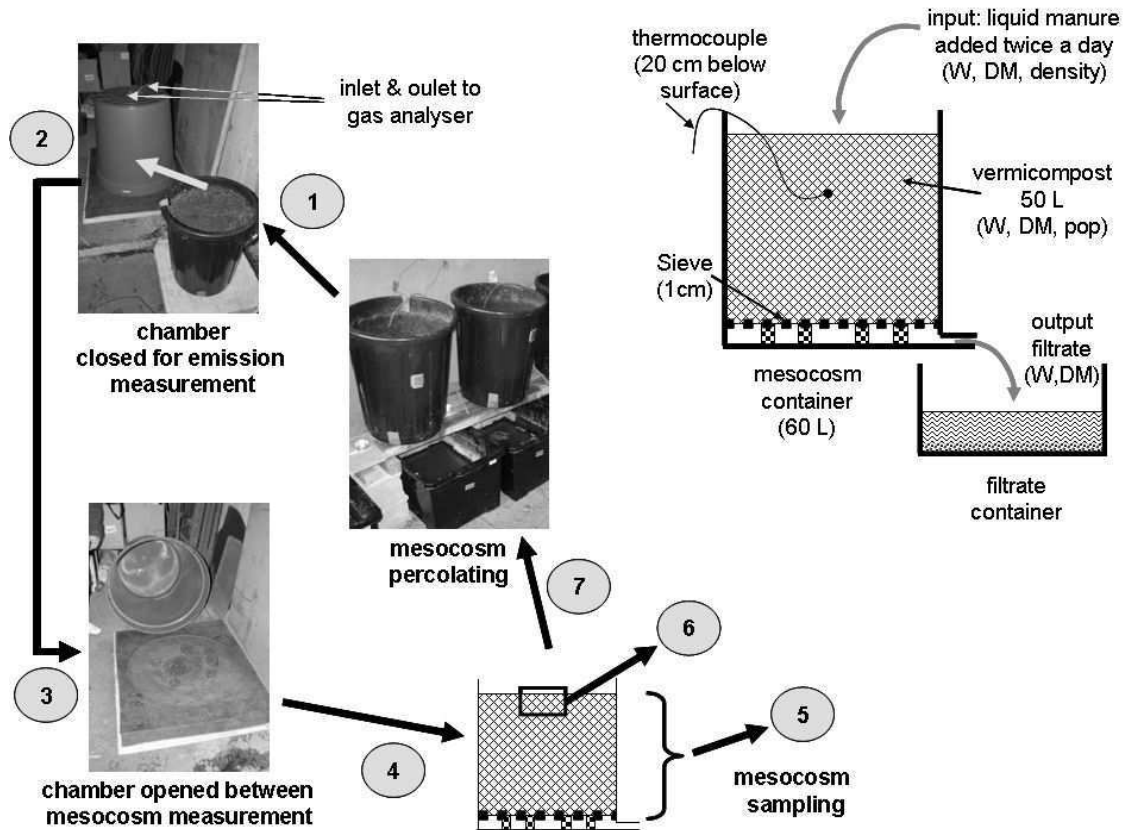 2
inlet & oulet to
gas analyser
1
chamber
closed for emission
measurement
3
chamber opened between
mesocosm measurement
4
mesocosm
percolating
7
6
5
mesocosm
sampling
thermocouple
(20 cm below
surface)
input: liquid manure
added twice a day
(W, DM, density)
vermicompost
50 L
(W, DM, pop)
Sieve
(1cm)
mesocosm
container
(60 L)
output
filtrate
(W,DM)
filtrate
container